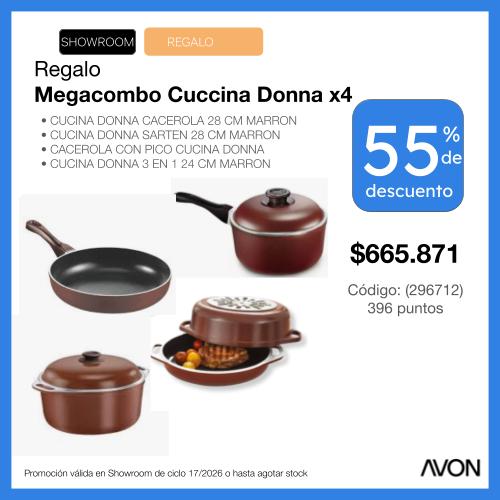 SHOWROOM
REGALO
Regalo
Megacombo Cuccina Donna x4
• CUCINA DONNA CACEROLA 28 CM MARRON
• CUCINA DONNA SARTEN 28 CM MARRON
• CACEROLA CON PICO CUCINA DONNA
• CUCINA DONNA 3 EN 1 24 CM MARRON
55% de
descuento
$665.871
Código: (296712)
396 puntos
Promoción válida en Showroom de ciclo 17/2026 o hasta agotar stock
AVON